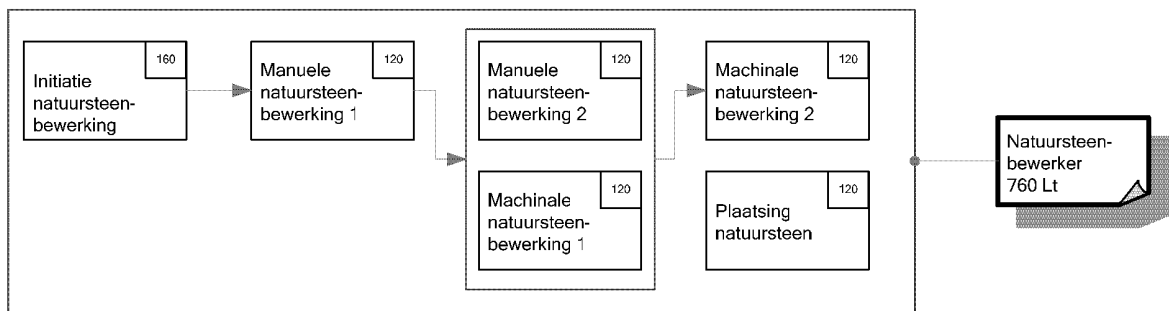 160
Initiatie
natuursteen-
bewerking
120
Manuele
natuursteen-
bewerking 1
120
Manuele
natuursteen-
bewerking 2
120
Machinale
natuursteen-
bewerking 1
120
Machinale
natuursteen-
bewerking 2
120
Plaatsing
natuursteen
Natuursteen-
bewerker
760 Lt